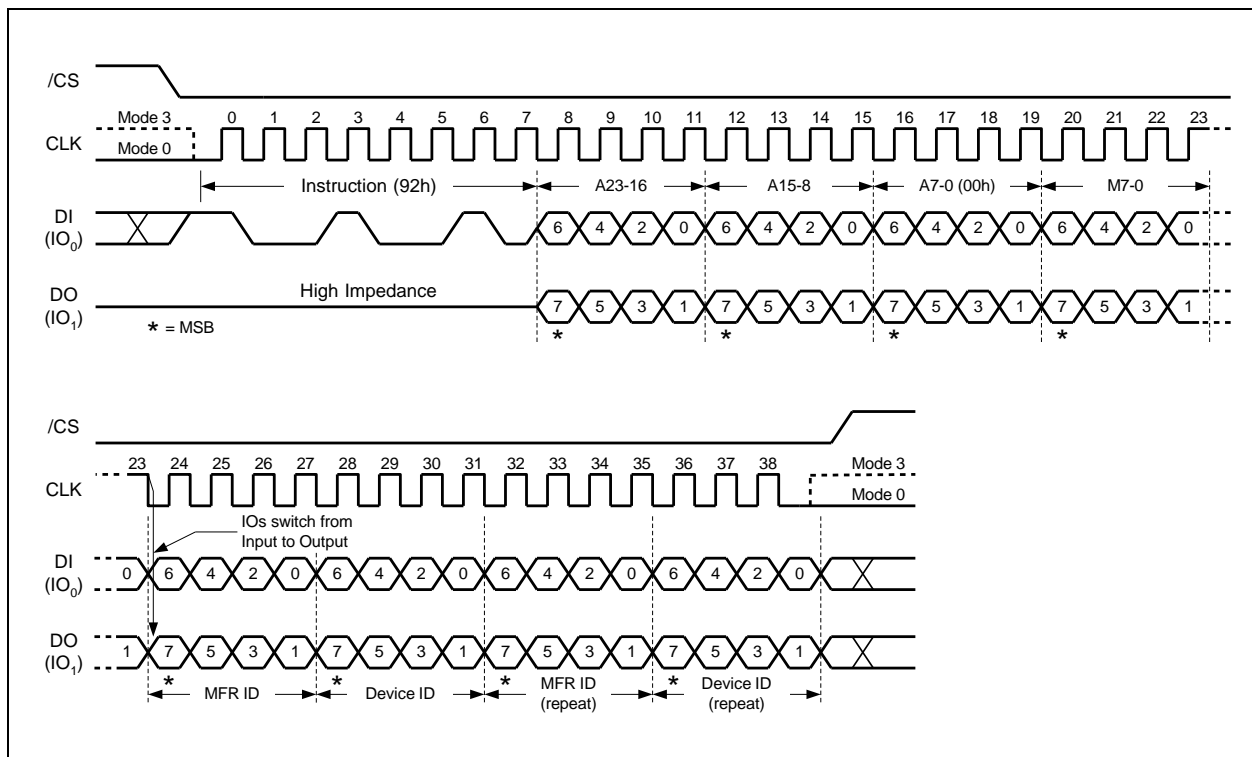 /CS
Mode 3 0 1 2 3 4 5 6 7 8 9 10 11 12 13 14 15 16 17 18 19 20 21 22 23
CLK Mode 0
Instruction (92h) A23-16 A15-8 A7-0 (00h) M7-0
DI
(IO0) 6 4 2 0 6 4 2 0 6 4 2 0 6 4 2 0
High Impedance
DO
(IO1) 7 5 3 1 7 5 3 1 7 5 3 1 7 5 3 1
* = MSB * * * *
/CS
23 24 25 26 27 28 29 30 31 32 33 34 35 36 37 38 Mode 3
CLK Mode 0
IOs switch from
Input to Output
DI
(IO0) 0 6 4 2 0 6 4 2 0 6 4 2 0 6 4 2 0
DO
(IO1) 1 7 5 3 1 7 5 3 1 7 5 3 1 7 5 3 1
* * * *
MFR ID Device ID MFR ID Device ID
(repeat) (repeat)